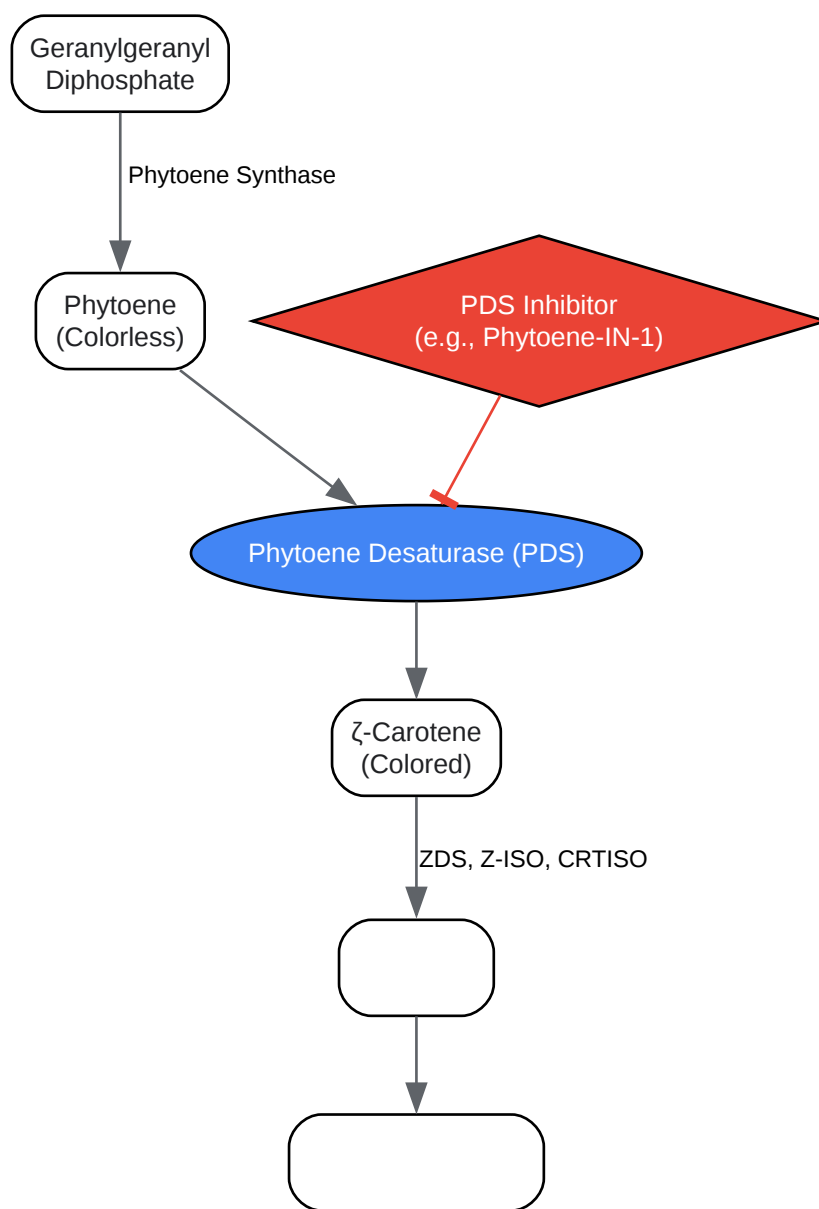 Geranylgeranyl
Diphosphate
Phytoene Synthase
Phytoene
(Colorless)
PDS Inhibitor
(e.g., Phytoene-IN-1)
Phytoene Desaturase (PDS)
ζ-Carotene
(Colored)
ZDS, Z-ISO, CRTISO